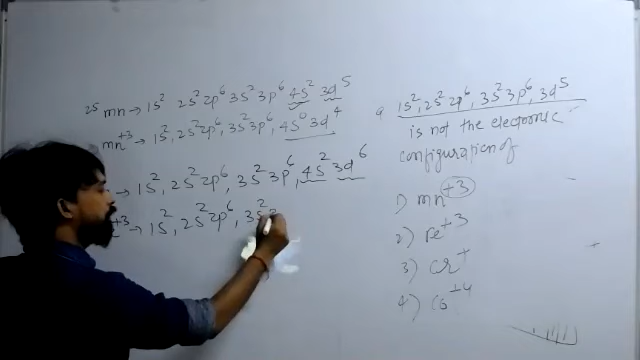 25 mn → 1s² 2s² 2p⁶ 3s² 3p⁶ 4s² 3d⁵
mn⁺³ → 1s², 2s² 2p⁶, 3s² 3p⁶, 4s⁰ 3d⁴
→ 1s², 2s² 2p⁶, 3s² 3p⁶, 4s² 3d⁶
+3 → 1s², 2s² 2p⁶, 3s²
Q 1s², 2s² 2p⁶, 3s² 3p⁶, 3d⁵
is not the electronic
configuration of
1) mn⁺³
2) Fe⁺³
3) Cr⁺
4) Co⁺⁴